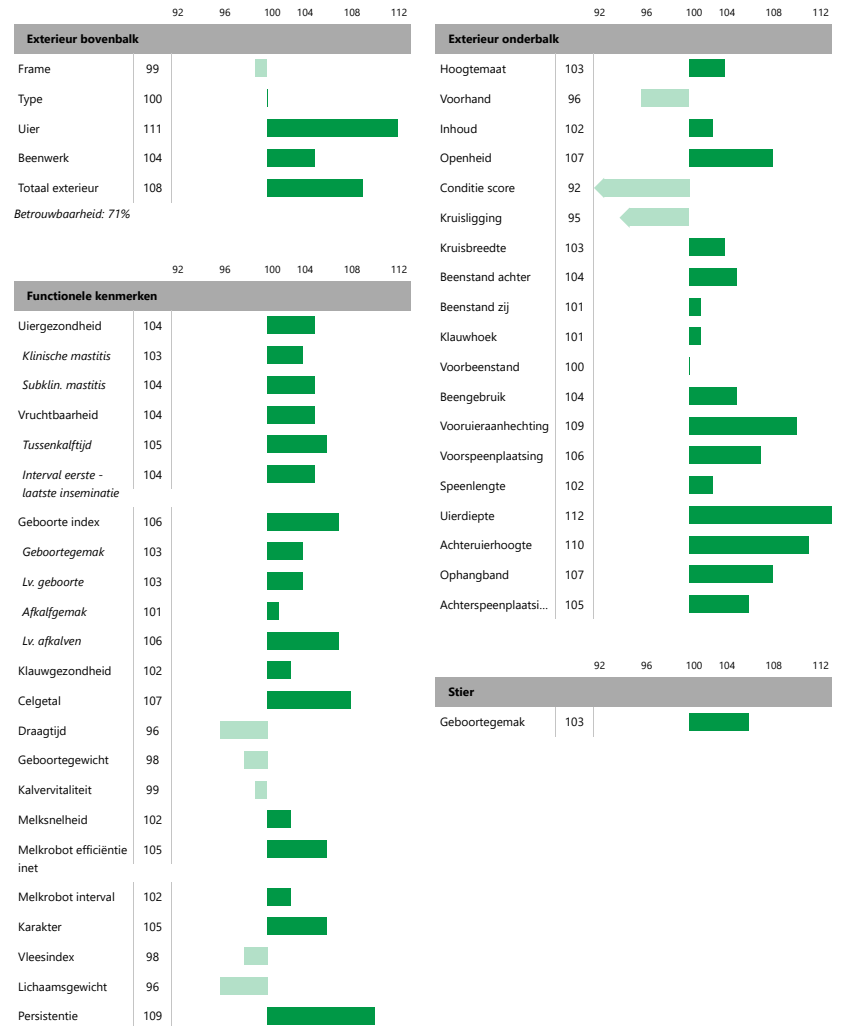 92 96 100 104 108 112
Exterieur bovenbalk
Frame 99
Type 100
Uier 111
Beenwerk 104
Totaal exterieur 108
Betrouwbaarheid: 71%
92 96 100 104 108 112
Functionele kenmerken
Uiergezondheid 104
Klinische mastitis 103
Subklin. mastitis 104
Vruchtbaarheid 104
Tussenkalftijd 105
Interval eerste - 104
laatste inseminatie
Geboorte index 106
Geboortegemak 103
Lv. geboorte 103
Afkalfgemak 101
Lv. afkalven 106
Klauwgezondheid 102
Celgetal 107
Draagtijd 96
Geboortegewicht 98
Kalvervitaliteit 99
Melksnelheid 102
Melkrobot efficiëntie 105
inet
Melkrobot interval 102
Karakter 105
Vleesindex 98
Lichaamsgewicht 96
Persistentie 109
92 96 100 104 108 112
Exterieur onderbalk
Hoogtemaat 103
Voorhand 96
Inhoud 102
Openheid 107
Conditie score 92
Kruisligging 95
Kruisbreedte 103
Beenstand achter 104
Beenstand zij 101
Klauwhoek 101
Voorbeenstand 100
Beengebruik 104
Vooruieraanhechting 109
Voorspeenplaatsing 106
Speenlengte 102
Uierdiepte 112
Achteruierhoogte 110
Ophangband 107
Achterspeenplaatsi... 105
92 96 100 104 108 112
Stier
Geboortegemak 103